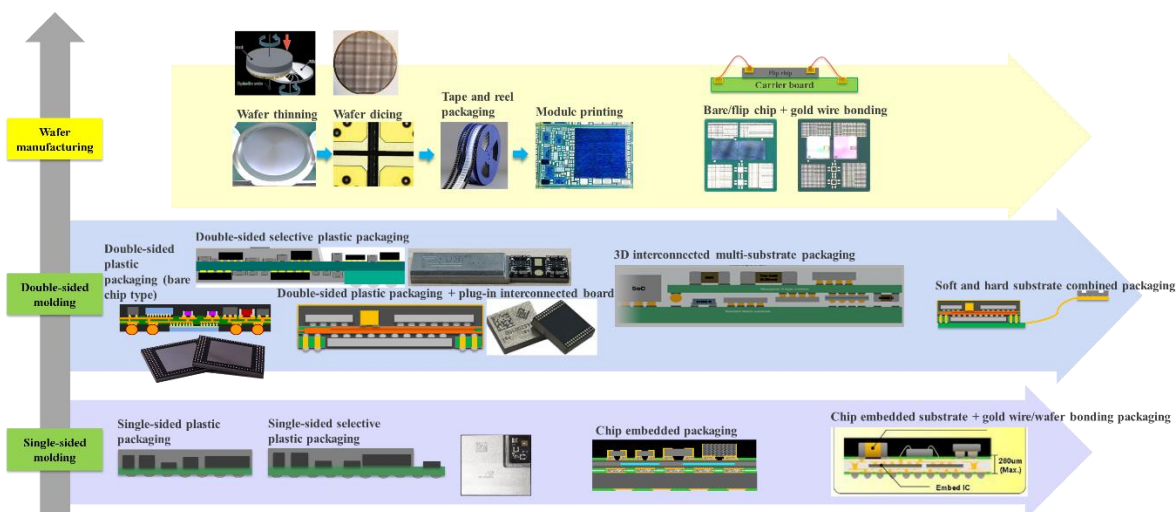 Wafer
manufacturing
Wafer thinning
Wafer dicing
Tape and reel
packaging
Module printing
Flip chip
Carrier board
Bare/flip chip + gold wire bonding
Double-sided
molding
Double-sided
plastic
packaging (bare
chip type)
Double-sided selective plastic packaging
Double-sided plastic packaging + plug-in interconnected board
3D interconnected multi-substrate packaging
SoC
Soft and hard substrate combined packaging
Single-sided
molding
Single-sided plastic
packaging
Single-sided selective
plastic packaging
Chip embedded packaging
Chip embedded substrate + gold wire/wafer bonding packaging
280um
(Max.)
Embed IC